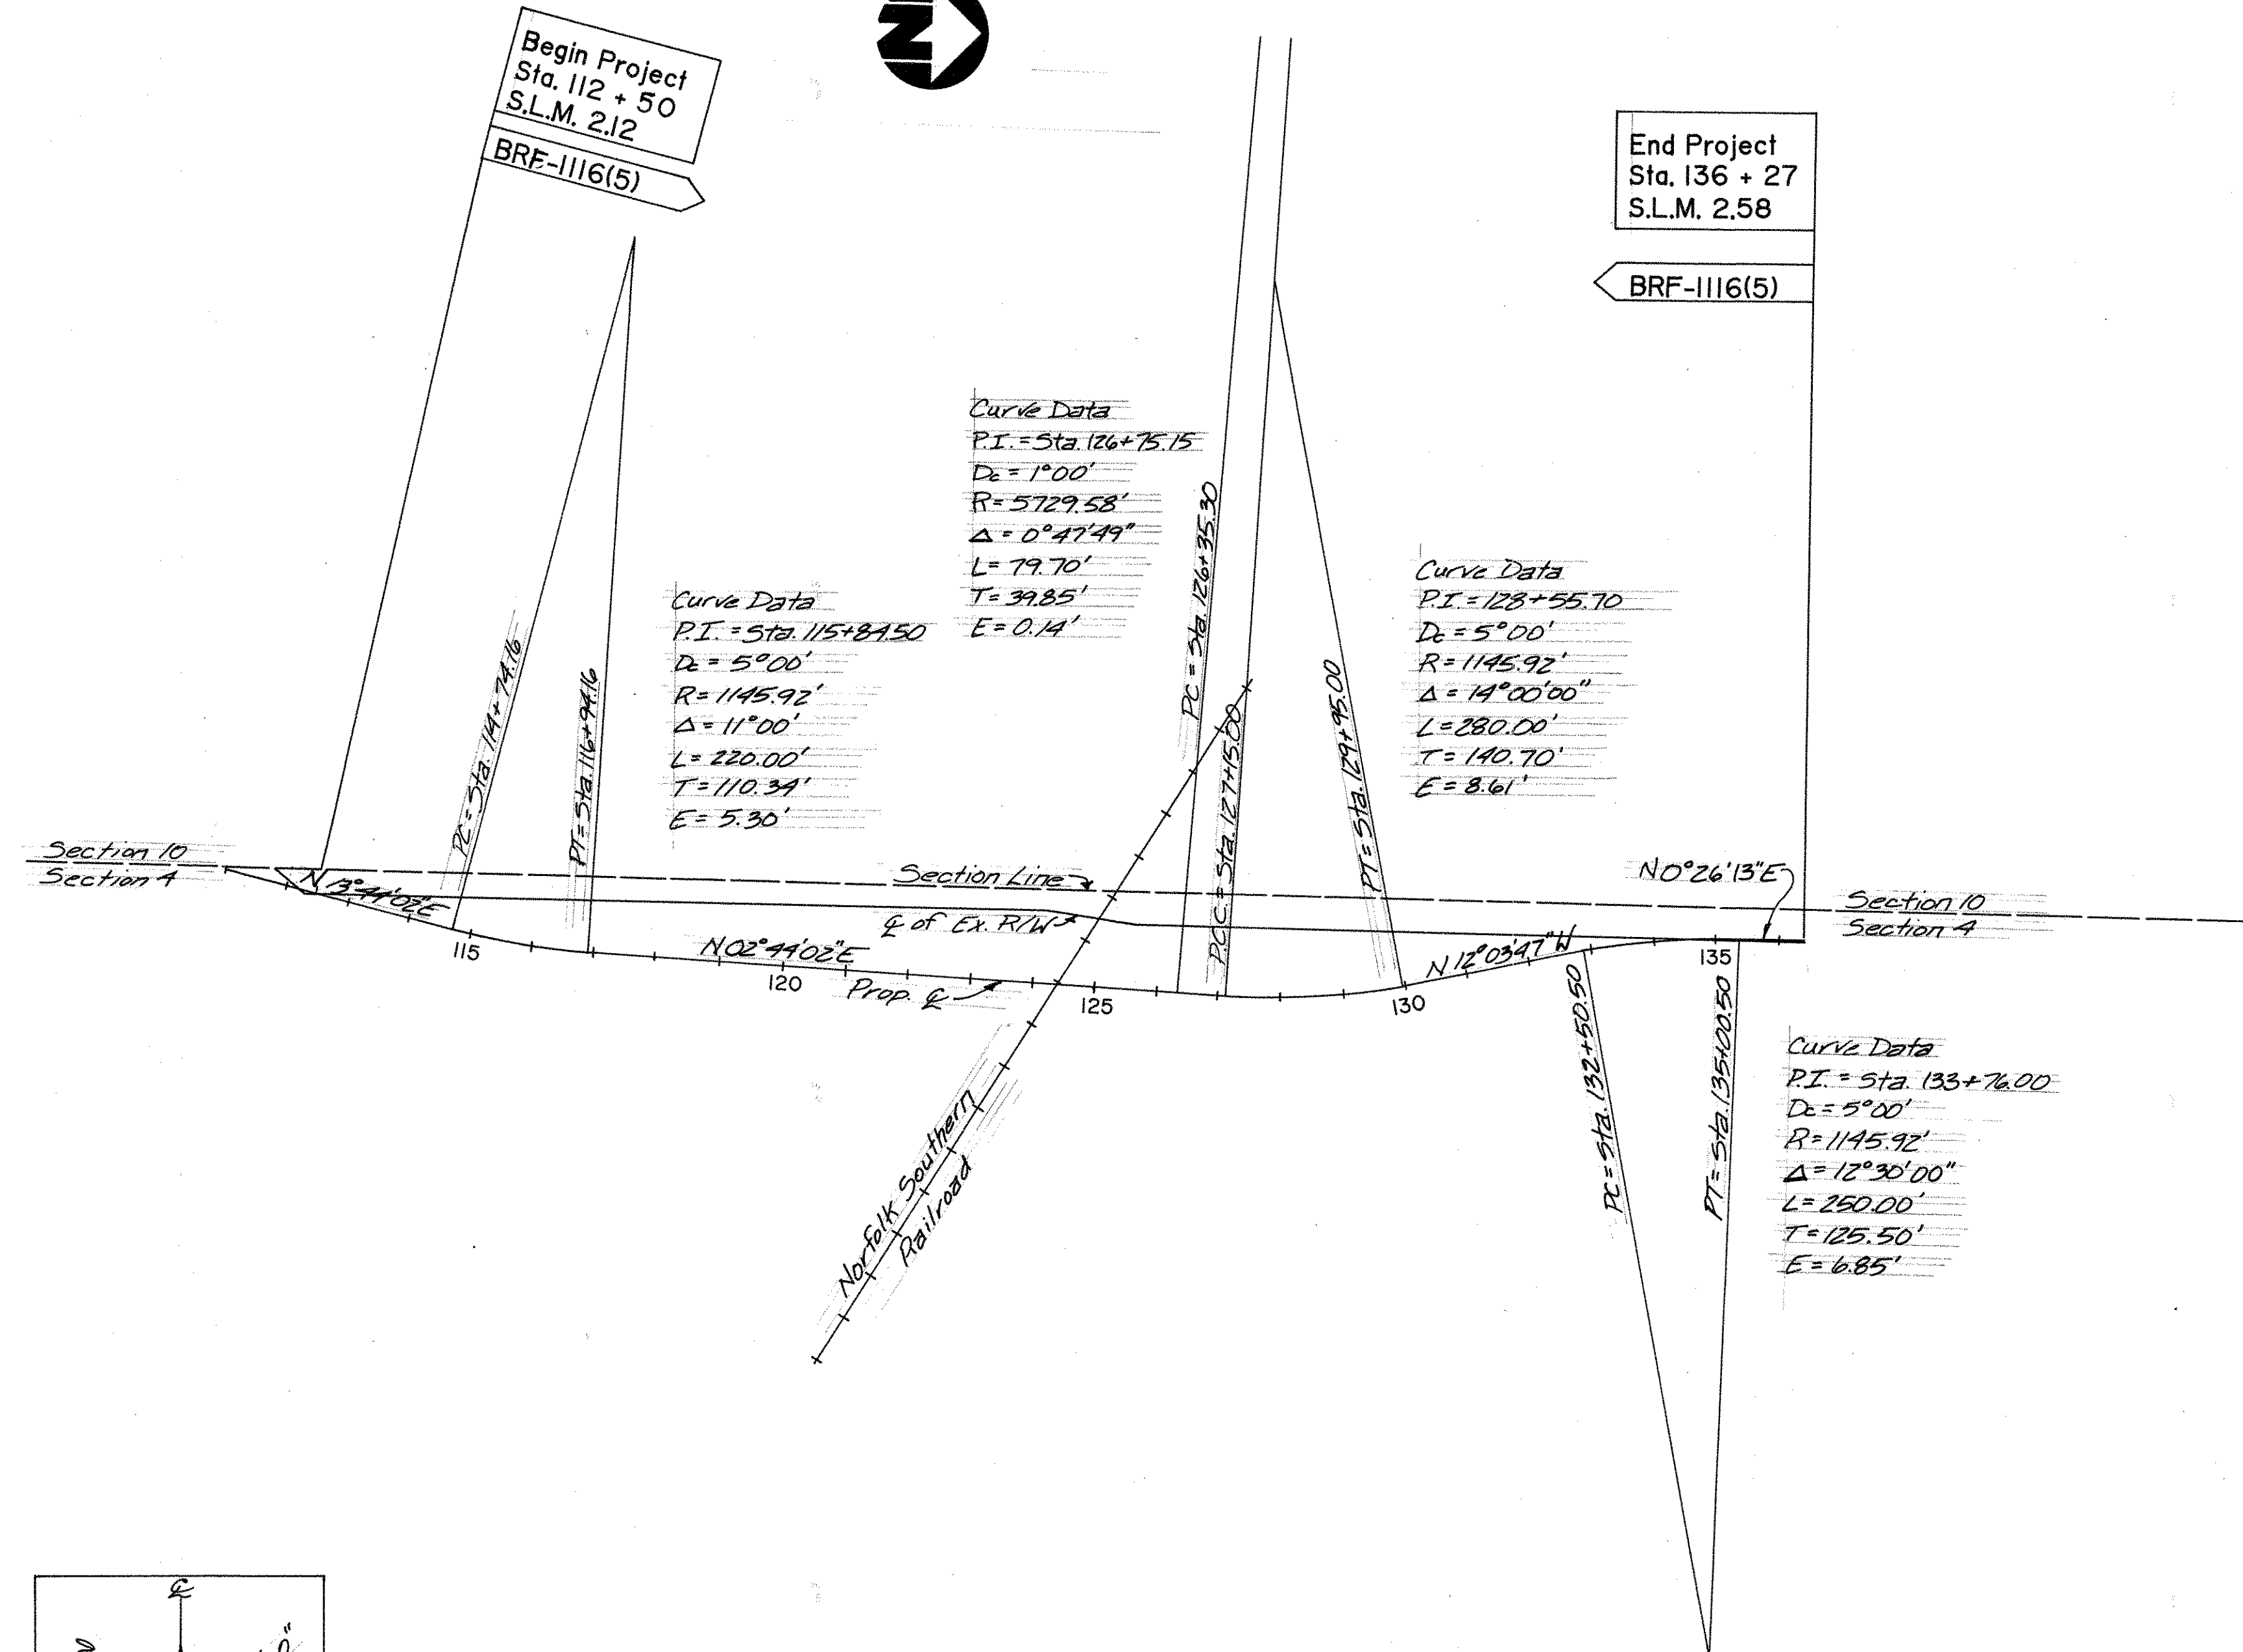 N
Begin Project
Sta. 112 + 50
S.L.M. 2.12
BRF-1116(5)
End Project
Sta. 136 + 27
S.L.M. 2.58
BRF-1116(5)
Curve Data
P.I. = Sta. 115+84.50
Dc = 5°00'
R = 1145.92'
Δ = 11°00'
L = 220.00'
T = 110.34'
E = 5.30'
Curve Data
P.I. = Sta. 126+75.15
Dc = 1°00'
R = 5729.58'
Δ = 0°47'49"
L = 79.70'
T = 39.85'
E = 0.14'
Curve Data
P.I. = 128+55.70
Dc = 5°00'
R = 1145.92'
Δ = 14°00'00"
L = 280.00'
T = 140.70'
E = 8.61'
PC = Sta. 114+74.16
PT = Sta. 116+94.16
PC = Sta. 126+35.30
PCC = Sta. 127+15.00
PT = Sta. 129+95.00
Section 10
Section 4
N 13°44'02"E
Section Line
℄ of Ex. R/W
N 02°44'02"E
Prop. ℄
N 12°03'47"W
N 0°26'13"E
Section 10
Section 4
115
120
125
130
135
PC = Sta. 132+50.50
PT = Sta. 135+00.50
Norfolk Southern
Railroad
Curve Data
P.I. = Sta. 133+76.00
Dc = 5°00'
R = 1145.92'
Δ = 12°30'00"
L = 250.00'
T = 125.50'
E = 6.85'
℄